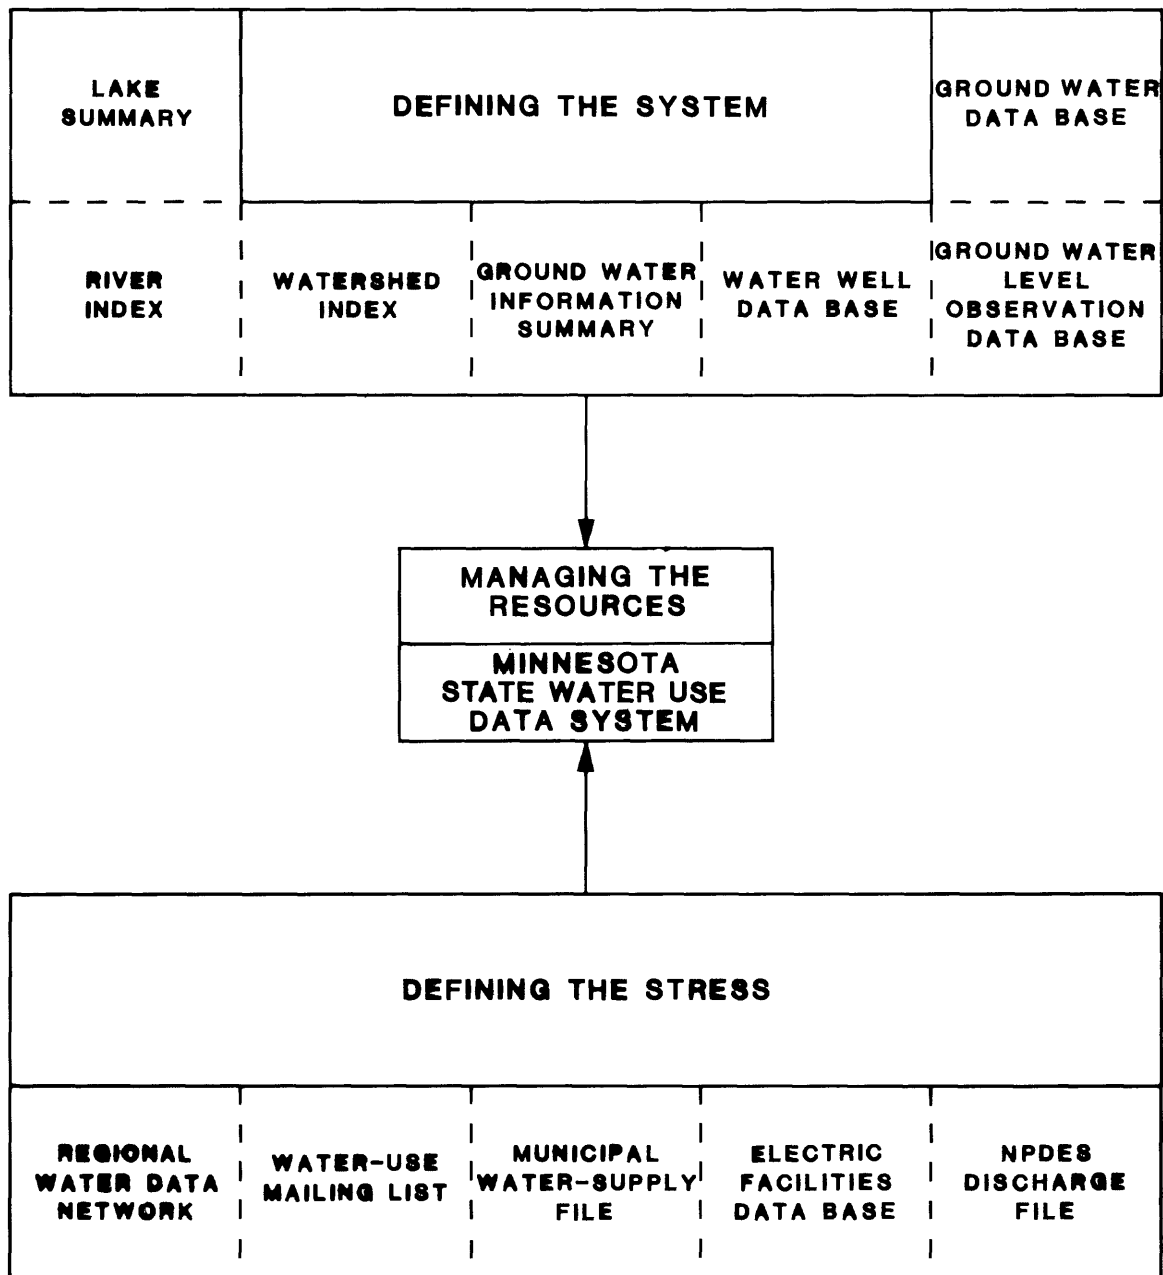 LAKE
SUMMARY
DEFINING THE SYSTEM
GROUND WATER
DATA BASE
RIVER
INDEX
WATERSHED
INDEX
GROUND WATER
INFORMATION
SUMMARY
WATER WELL
DATA BASE
GROUND WATER
LEVEL
OBSERVATION
DATA BASE
MANAGING THE
RESOURCES
MINNESOTA
STATE WATER USE
DATA SYSTEM
DEFINING THE STRESS
REGIONAL
WATER DATA
NETWORK
WATER-USE
MAILING LIST
MUNICIPAL
WATER-SUPPLY
FILE
ELECTRIC
FACILITIES
DATA BASE
NPDES
DISCHARGE
FILE